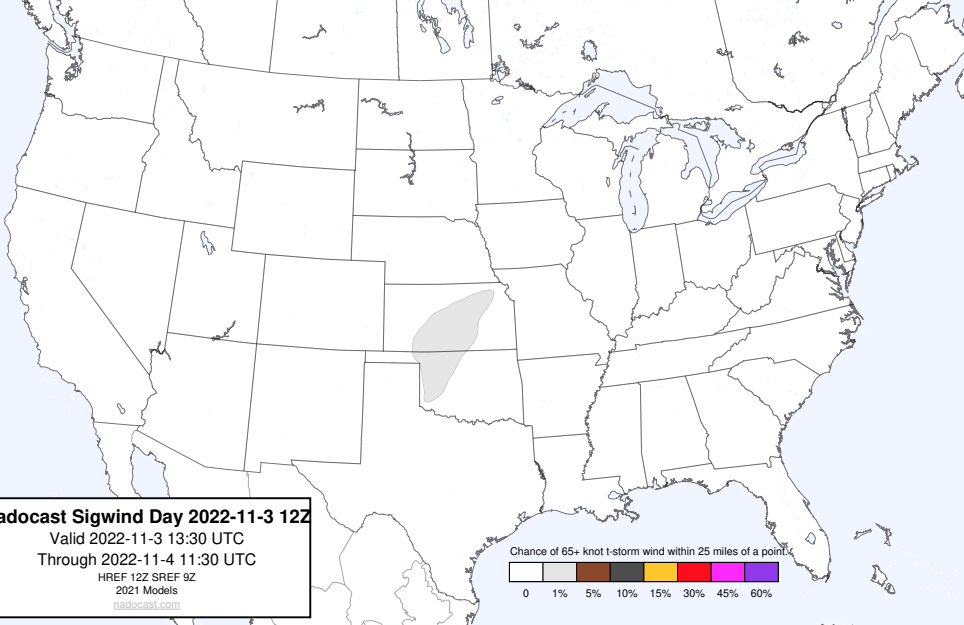 adocast Sigwind Day 2022-11-3 12Z
Valid 2022-11-3 13:30 UTC
Through 2022-11-4 11:30 UTC
HREF 12Z SREF 9Z
2021 Models
nadocast.com
Chance of 65+ knot t-storm wind within 25 miles of a point.
0 1% 5% 10% 15% 30% 45% 60%